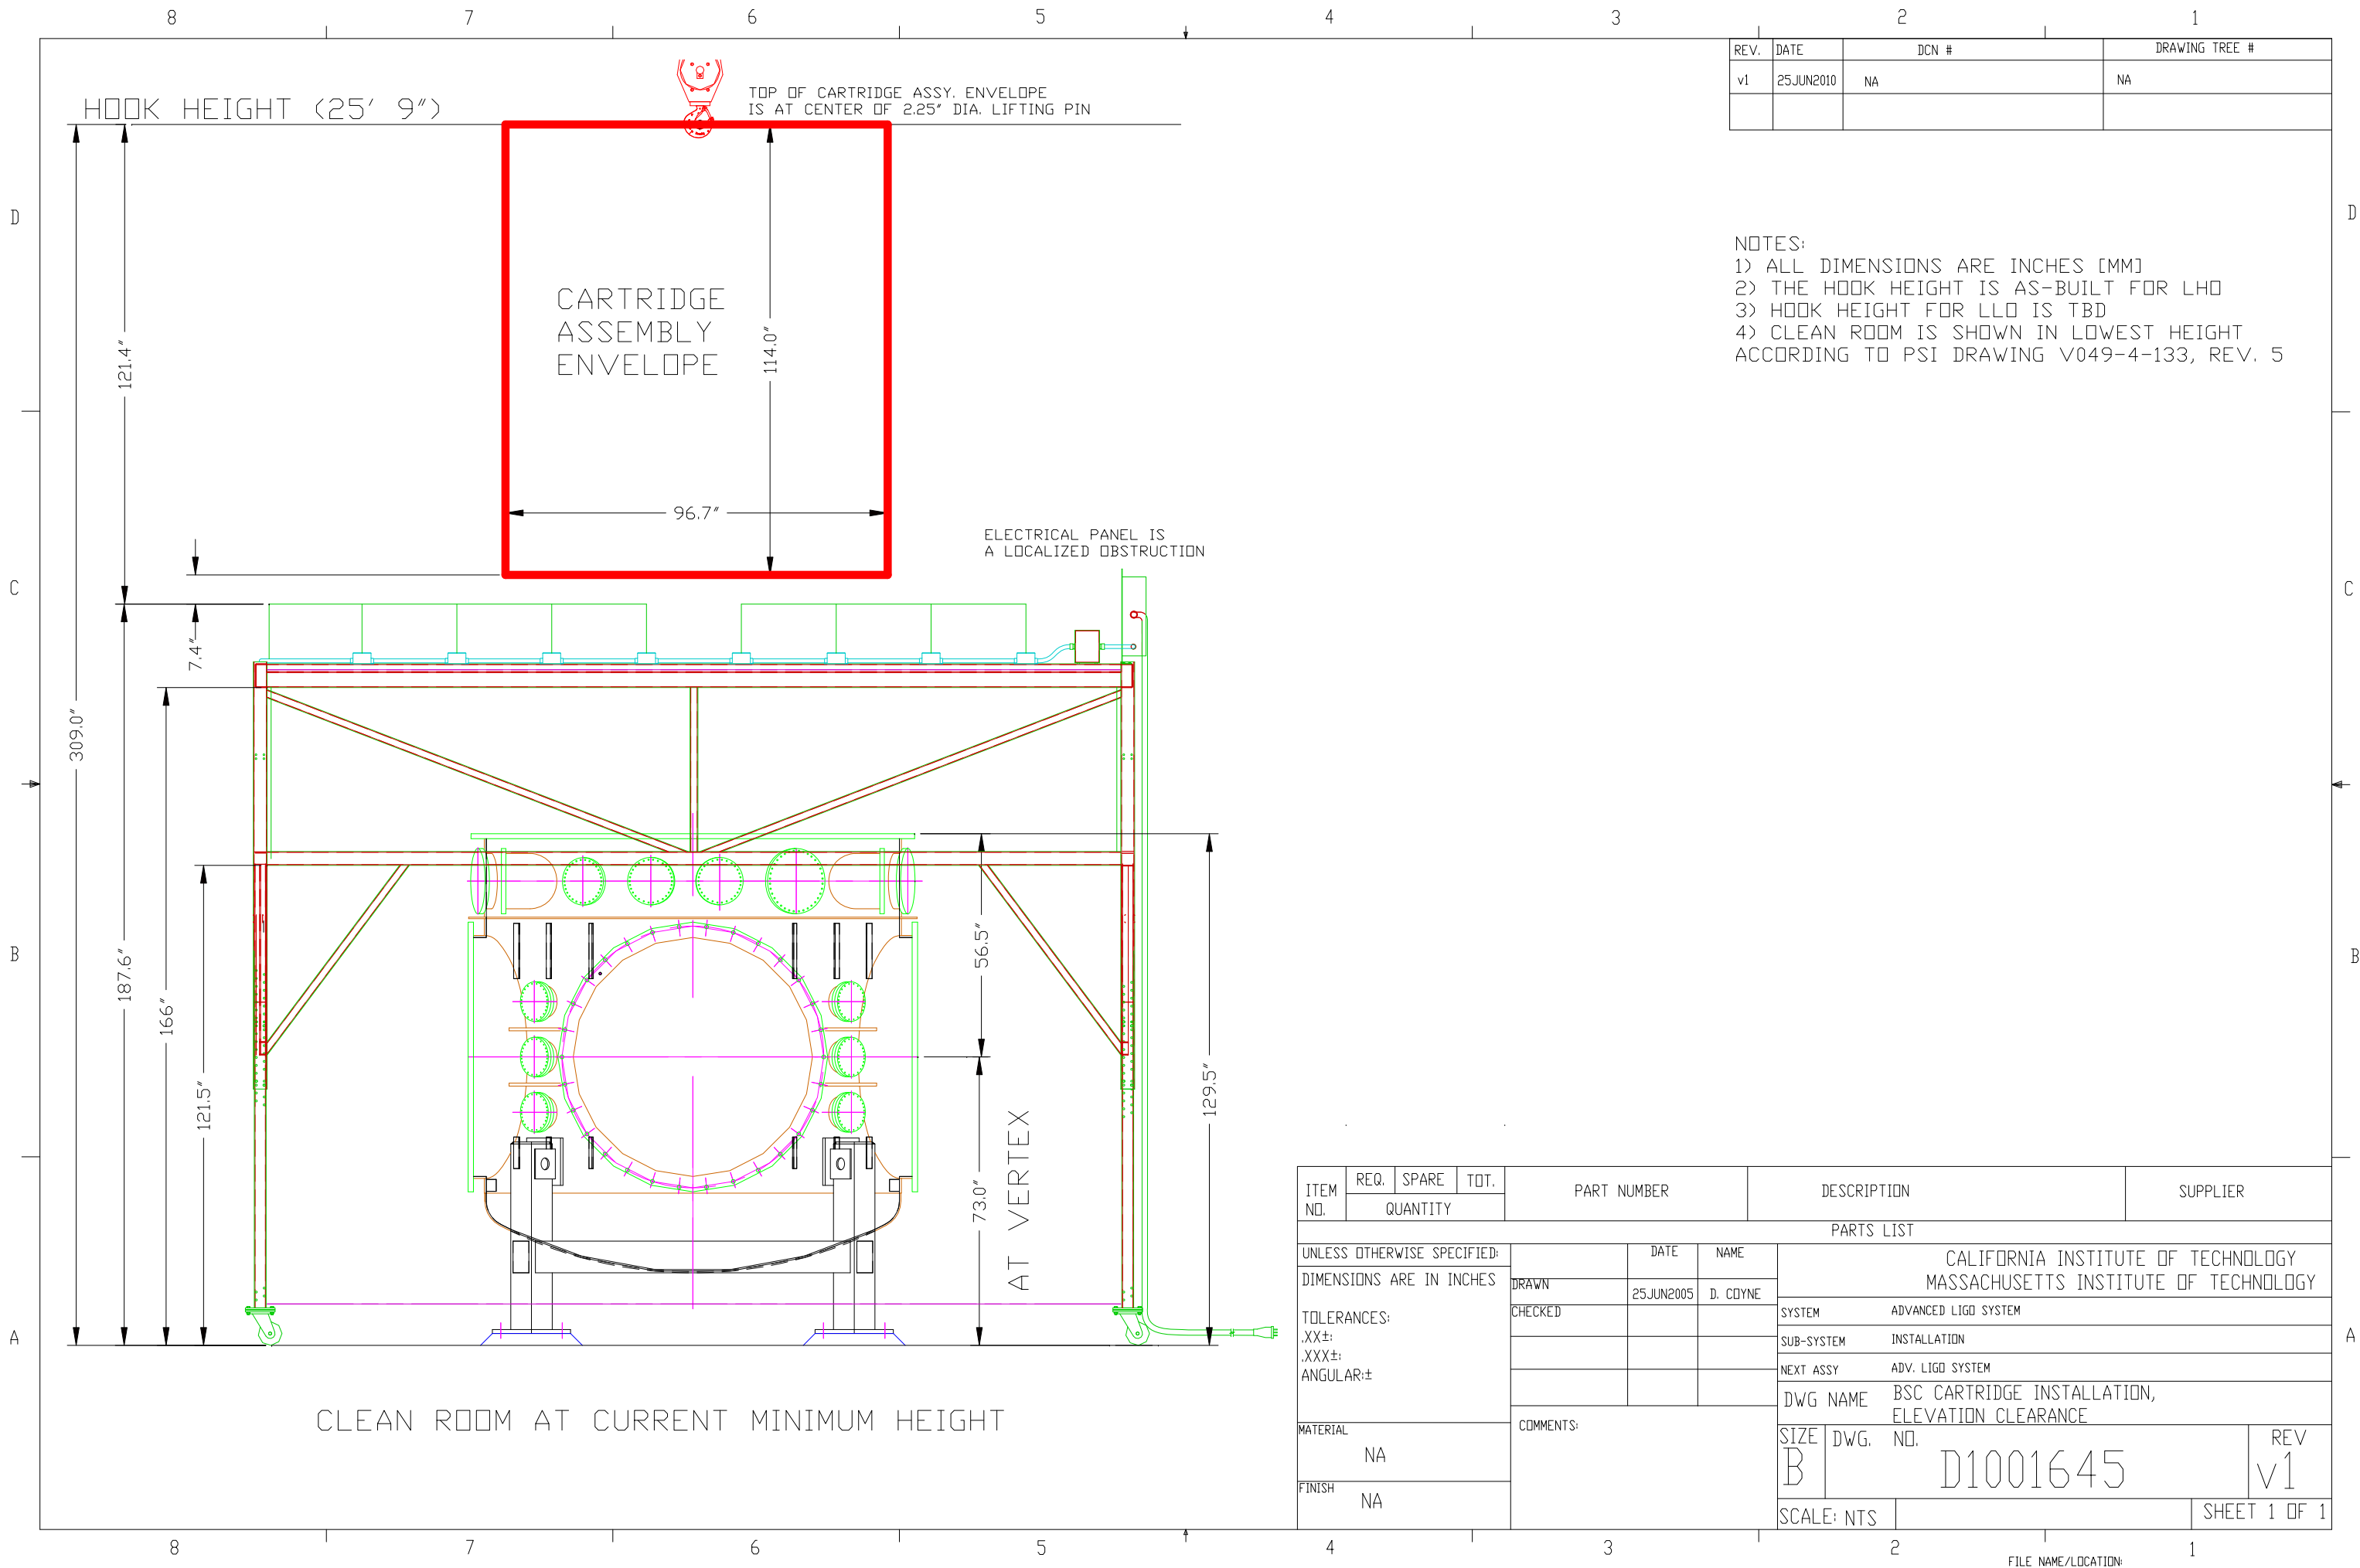 8 7 6 5 4 3 2 1
REV. DATE DCN # DRAWING TREE #
v1 25JUN2010 NA NA
HOOK HEIGHT (25' 9")
TOP OF CARTRIDGE ASSY. ENVELOPE
IS AT CENTER OF 2.25" DIA. LIFTING PIN
D D
NOTES:
1) ALL DIMENSIONS ARE INCHES [MM]
2) THE HOOK HEIGHT IS AS-BUILT FOR LHO
3) HOOK HEIGHT FOR LLO IS TBD
4) CLEAN ROOM IS SHOWN IN LOWEST HEIGHT
ACCORDING TO PSI DRAWING V049-4-133, REV. 5
CARTRIDGE
ASSEMBLY
ENVELOPE
121.4"
114.0"
96.7"
ELECTRICAL PANEL IS
A LOCALIZED OBSTRUCTION
C C
7.4"
309.0"
B B
187.6"
166"
121.5"
56.5"
129.5"
73.0"
AT VERTEX
A A
CLEAN ROOM AT CURRENT MINIMUM HEIGHT
ITEM
NO.
REQ. SPARE TOT.
QUANTITY
PART NUMBER
DESCRIPTION
SUPPLIER
PARTS LIST
UNLESS OTHERWISE SPECIFIED:
DIMENSIONS ARE IN INCHES
TOLERANCES:
.XX±:
.XXX±:
ANGULAR:±
MATERIAL
NA
FINISH
NA
DATE NAME
DRAWN 25JUN2005 D. COYNE
CHECKED
COMMENTS:
CALIFORNIA INSTITUTE OF TECHNOLOGY
MASSACHUSETTS INSTITUTE OF TECHNOLOGY
SYSTEM ADVANCED LIGO SYSTEM
SUB-SYSTEM INSTALLATION
NEXT ASSY ADV. LIGO SYSTEM
DWG NAME BSC CARTRIDGE INSTALLATION,
ELEVATION CLEARANCE
SIZE DWG. NO. REV
B D1001645 v1
SCALE: NTS SHEET 1 OF 1
8 7 6 5 4 3 2 1
FILE NAME/LOCATION: